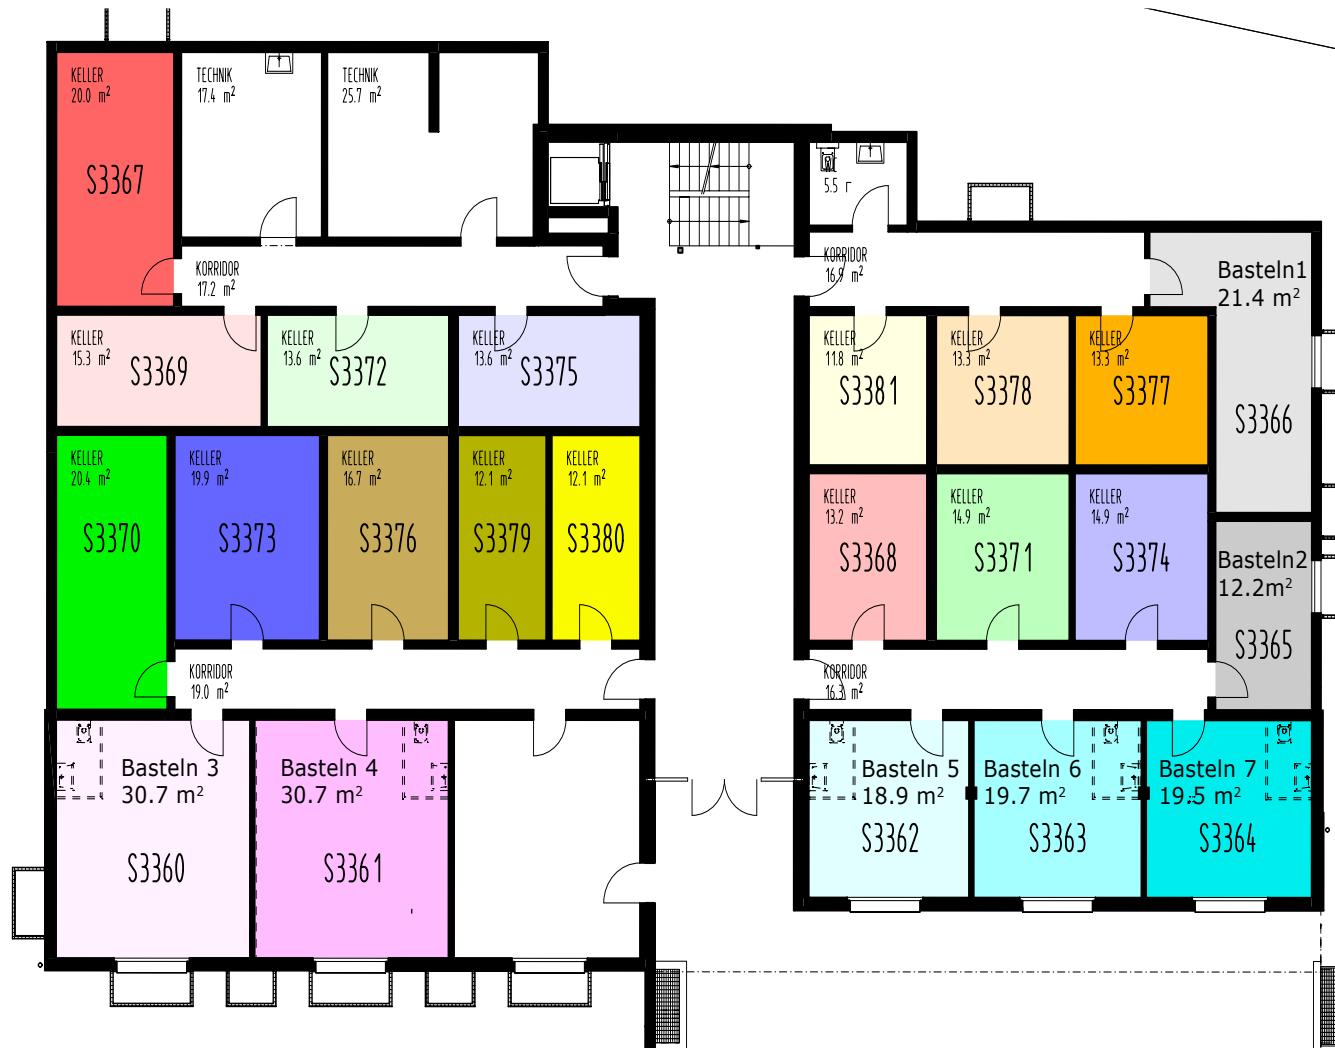 KELLER
20.0 m²
S3367
TECHNIK
17.4 m²
TECHNIK
25.7 m²
5.5
KORRIDOR
17.2 m²
KORRIDOR
16.9 m²
Basteln1
21.4 m²
S3366
KELLER
15.3 m²
S3369
KELLER
13.6 m²
S3372
KELLER
13.6 m²
S3375
KELLER
11.8 m²
S3381
KELLER
13.3 m²
S3378
KELLER
13.3 m²
S3377
KELLER
20.4 m²
S3370
KELLER
19.9 m²
S3373
KELLER
16.7 m²
S3376
KELLER
12.1 m²
S3379
KELLER
12.1 m²
S3380
KELLER
13.2 m²
S3368
KELLER
14.9 m²
S3371
KELLER
14.9 m²
S3374
Basteln2
12.2m²
S3365
KORRIDOR
19.0 m²
KORRIDOR
16.3 m²
Basteln 3
30.7 m²
S3360
Basteln 4
30.7 m²
S3361
Basteln 5
18.9 m²
S3362
Basteln 6
19.7 m²
S3363
Basteln 7
19.5 m²
S3364